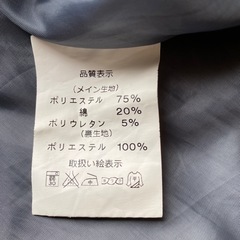 品質表示
(メイン生地)
ポリエステル 75%
綿 20%
ポリウレタン 5%
(裏生地)
ポリエステル 100%
取扱い絵表示